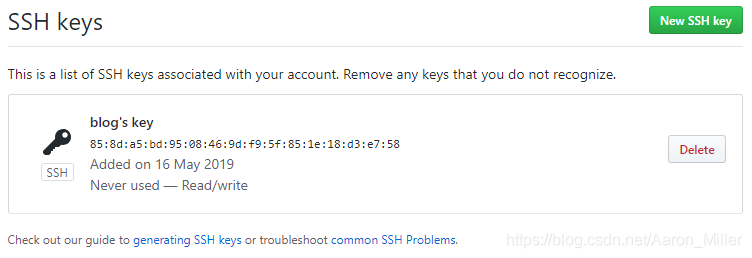 SSH keys
New SSH key
This is a list of SSH keys associated with your account. Remove any keys that you do not recognize.
blog's key
85:8d:a5:bd:95:08:46:9d:f9:5f:85:1e:18:d3:e7:58
Added on 16 May 2019
Never used — Read/write
SSH
Delete
Check out our guide to generating SSH keys or troubleshoot common SSH Problems.
https://blog.csdn.net/Aaron_Miller